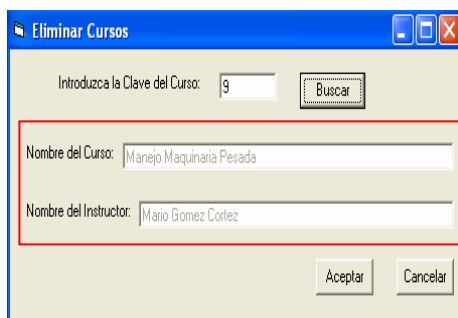 Eliminar Cursos
Introduzca la Clave del Curso: 9 Buscar
Nombre del Curso: Manejo Maquinaria Pesada
Nombre del Instructor: Mario Gomez Cortez
Aceptar Cancelar